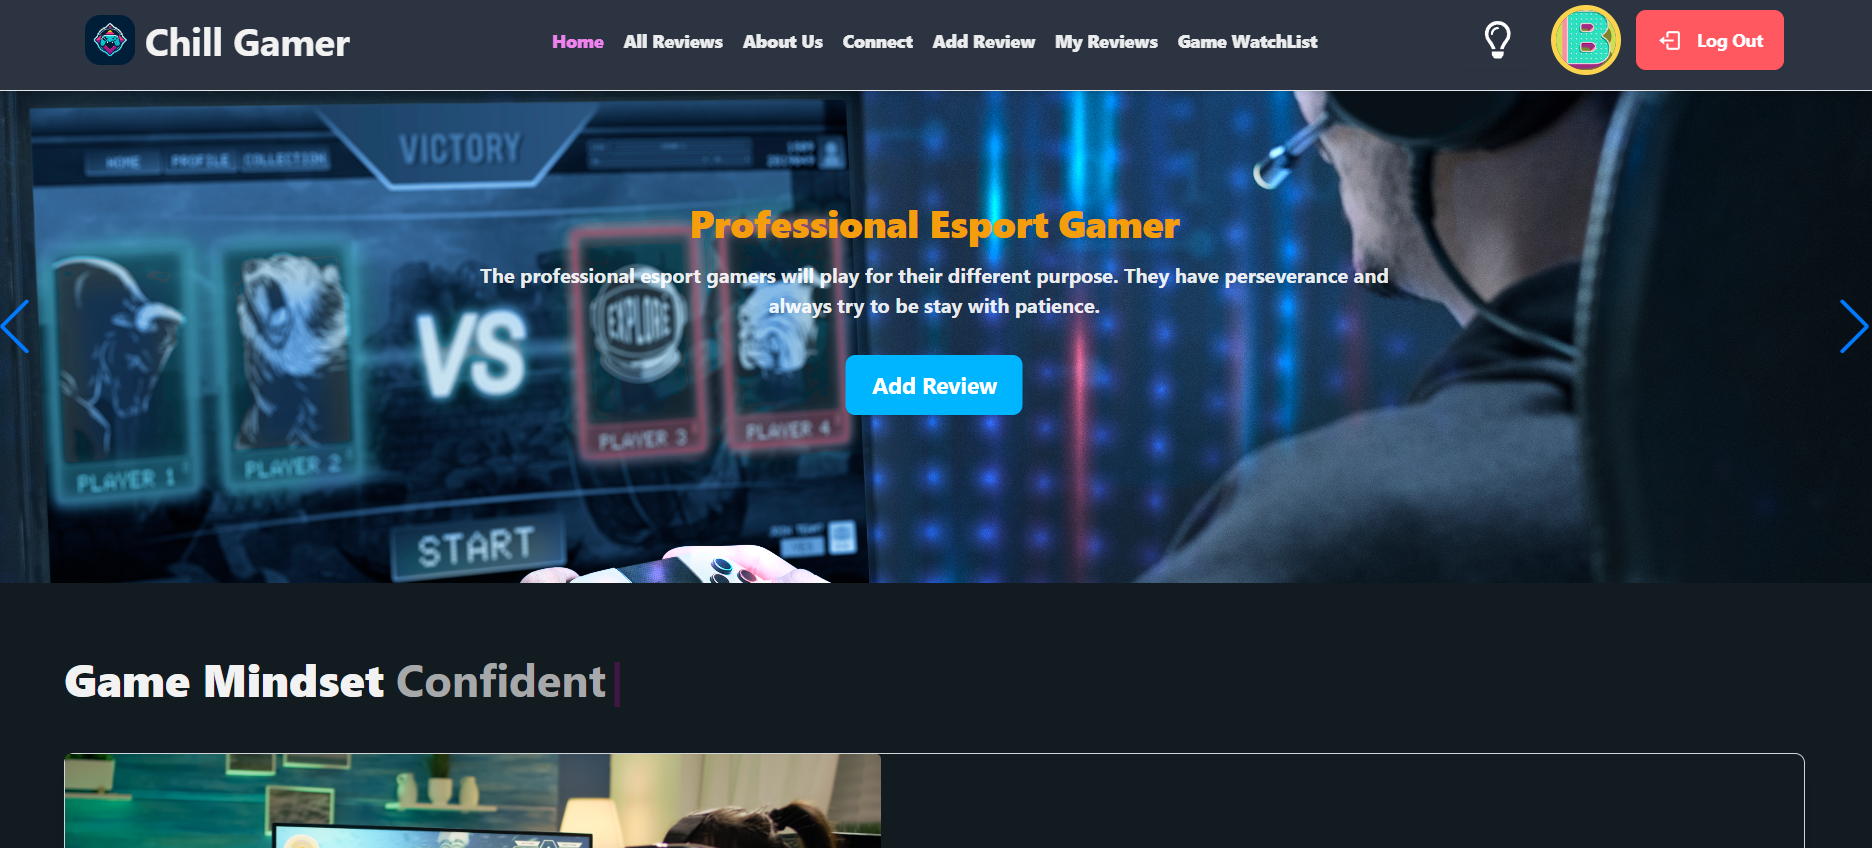 Chill Gamer
Home All Reviews About Us Connect Add Review My Reviews Game WatchList
B
Log Out
VICTORY
HOME PROFILE COLLECTION
Professional Esport Gamer
The professional esport gamers will play for their different purpose. They have perseverance and
always try to be stay with patience.
VS
EXPLORE
Add Review
PLAYER 1
PLAYER 2
PLAYER 3
PLAYER 4
START
Game Mindset Confident